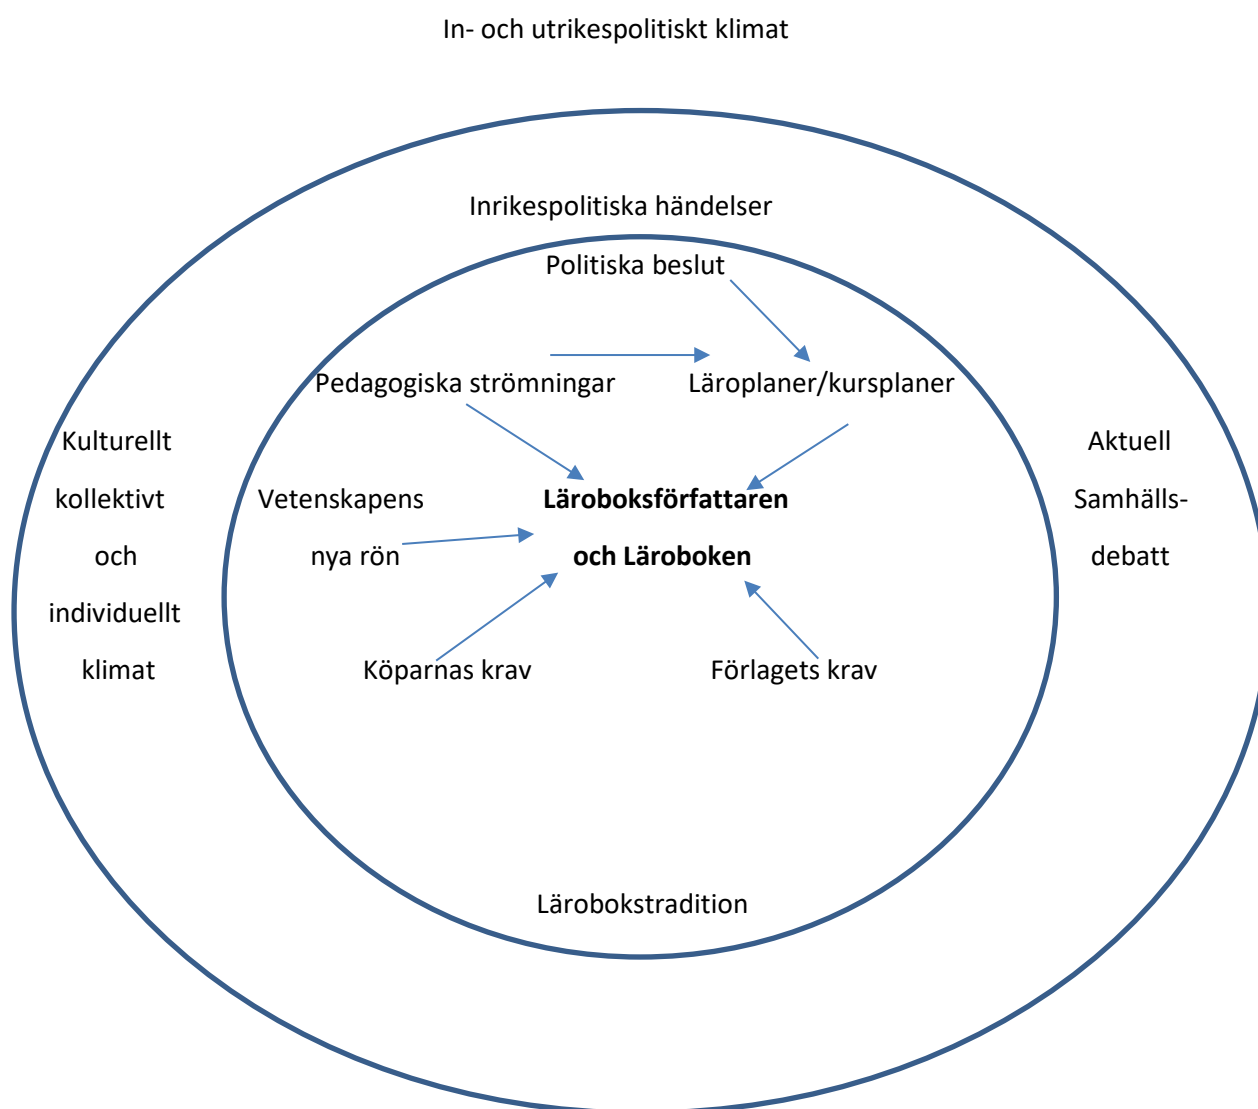 In- och utrikespolitiskt klimat
Inrikespolitiska händelser
Politiska beslut
Pedagogiska strömningar
Läroplaner/kursplaner
Kulturellt
kollektivt
och
individuellt
klimat
Vetenskapens
nya rön
Läroboksförfattaren
och Läroboken
Aktuell
Samhälls-
debatt
Köparnas krav
Förlagets krav
Lärobokstradition